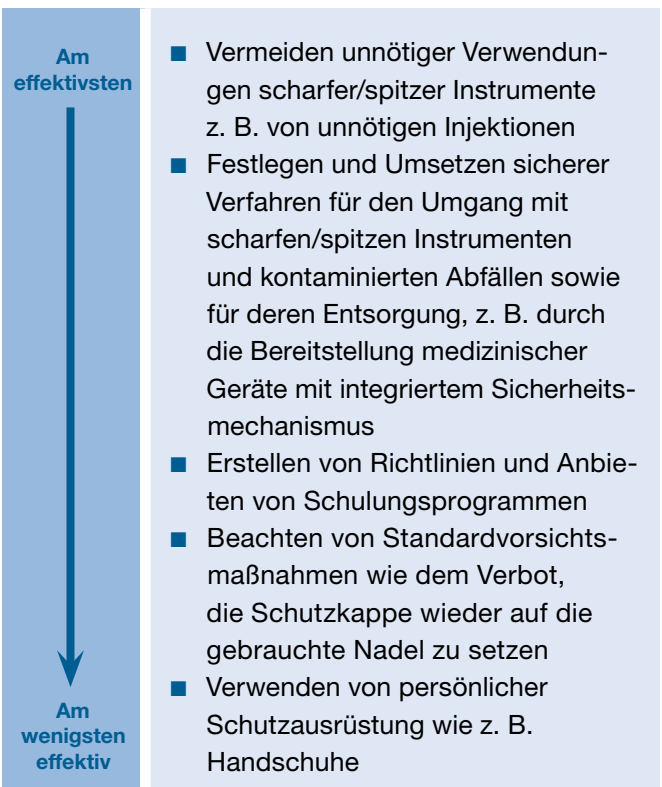 Am
effektivsten
■ Vermeiden unnötiger Verwendun-
gen scharfer/spitzer Instrumente
z. B. von unnötigen Injektionen
■ Festlegen und Umsetzen sicherer
Verfahren für den Umgang mit
scharfen/spitzen Instrumenten
und kontaminierten Abfällen sowie
für deren Entsorgung, z. B. durch
die Bereitstellung medizinischer
Geräte mit integriertem Sicherheits-
mechanismus
■ Erstellen von Richtlinien und Anbie-
ten von Schulungsprogrammen
■ Beachten von Standardvorsichts-
maßnahmen wie dem Verbot,
die Schutzkappe wieder auf die
gebrauchte Nadel zu setzen
■ Verwenden von persönlicher
Schutzausrüstung wie z. B.
Handschuhe
Am
wenigsten
effektiv